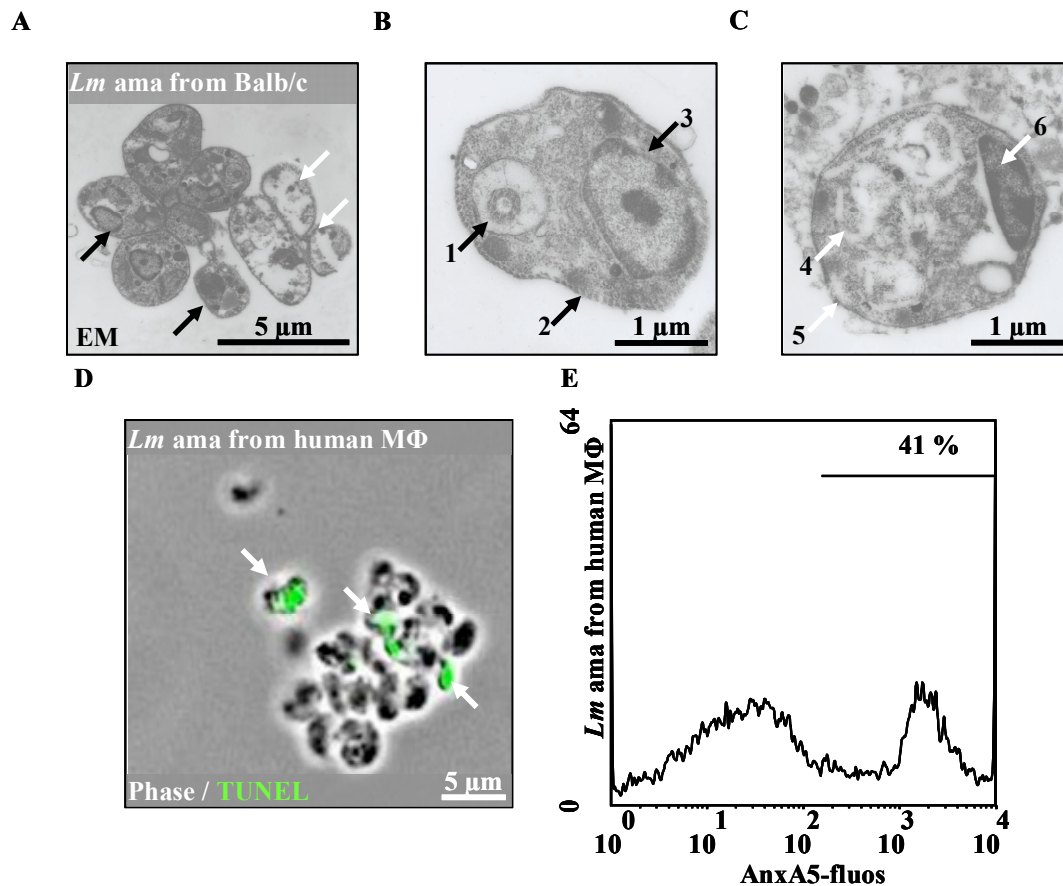 A
B
C
Lm ama from Balb/c
EM
5 µm
1
2
3
1 µm
4
5
6
1 µm
D
E
Lm ama from human MΦ
Phase / TUNEL
5 µm
Lm ama from human MΦ
64
0
41 %
10 0
10 1
10 2
10 3
10 4
AnxA5-fluos